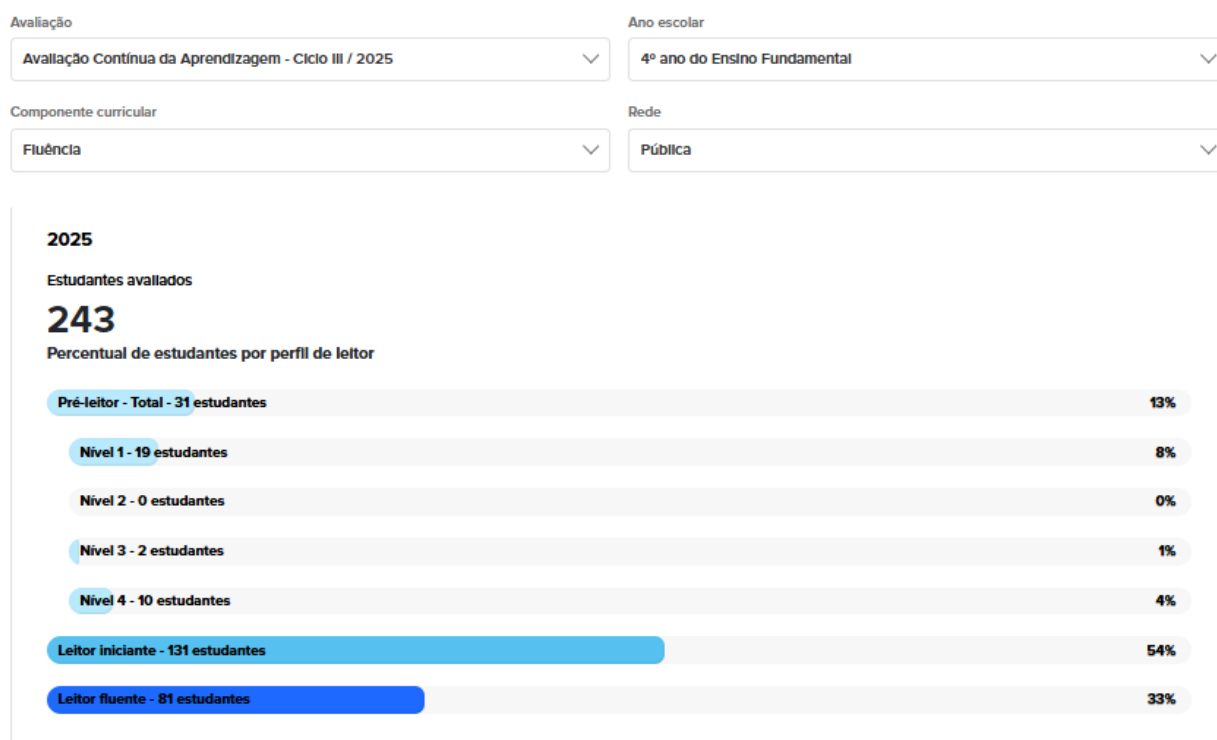 Avaliação
Ano escolar
Avaliação Contínua da Aprendizagem - Ciclo III / 2025
4º ano do Ensino Fundamental
Componente curricular
Rede
Fluência
Pública
2025
Estudantes avaliados
243
Percentual de estudantes por perfil de leitor
Pré-leitor - Total - 31 estudantes 13%
Nível 1 - 19 estudantes 8%
Nível 2 - 0 estudantes 0%
Nível 3 - 2 estudantes 1%
Nível 4 - 10 estudantes 4%
Leitor iniciante - 131 estudantes 54%
Leitor fluente - 81 estudantes 33%